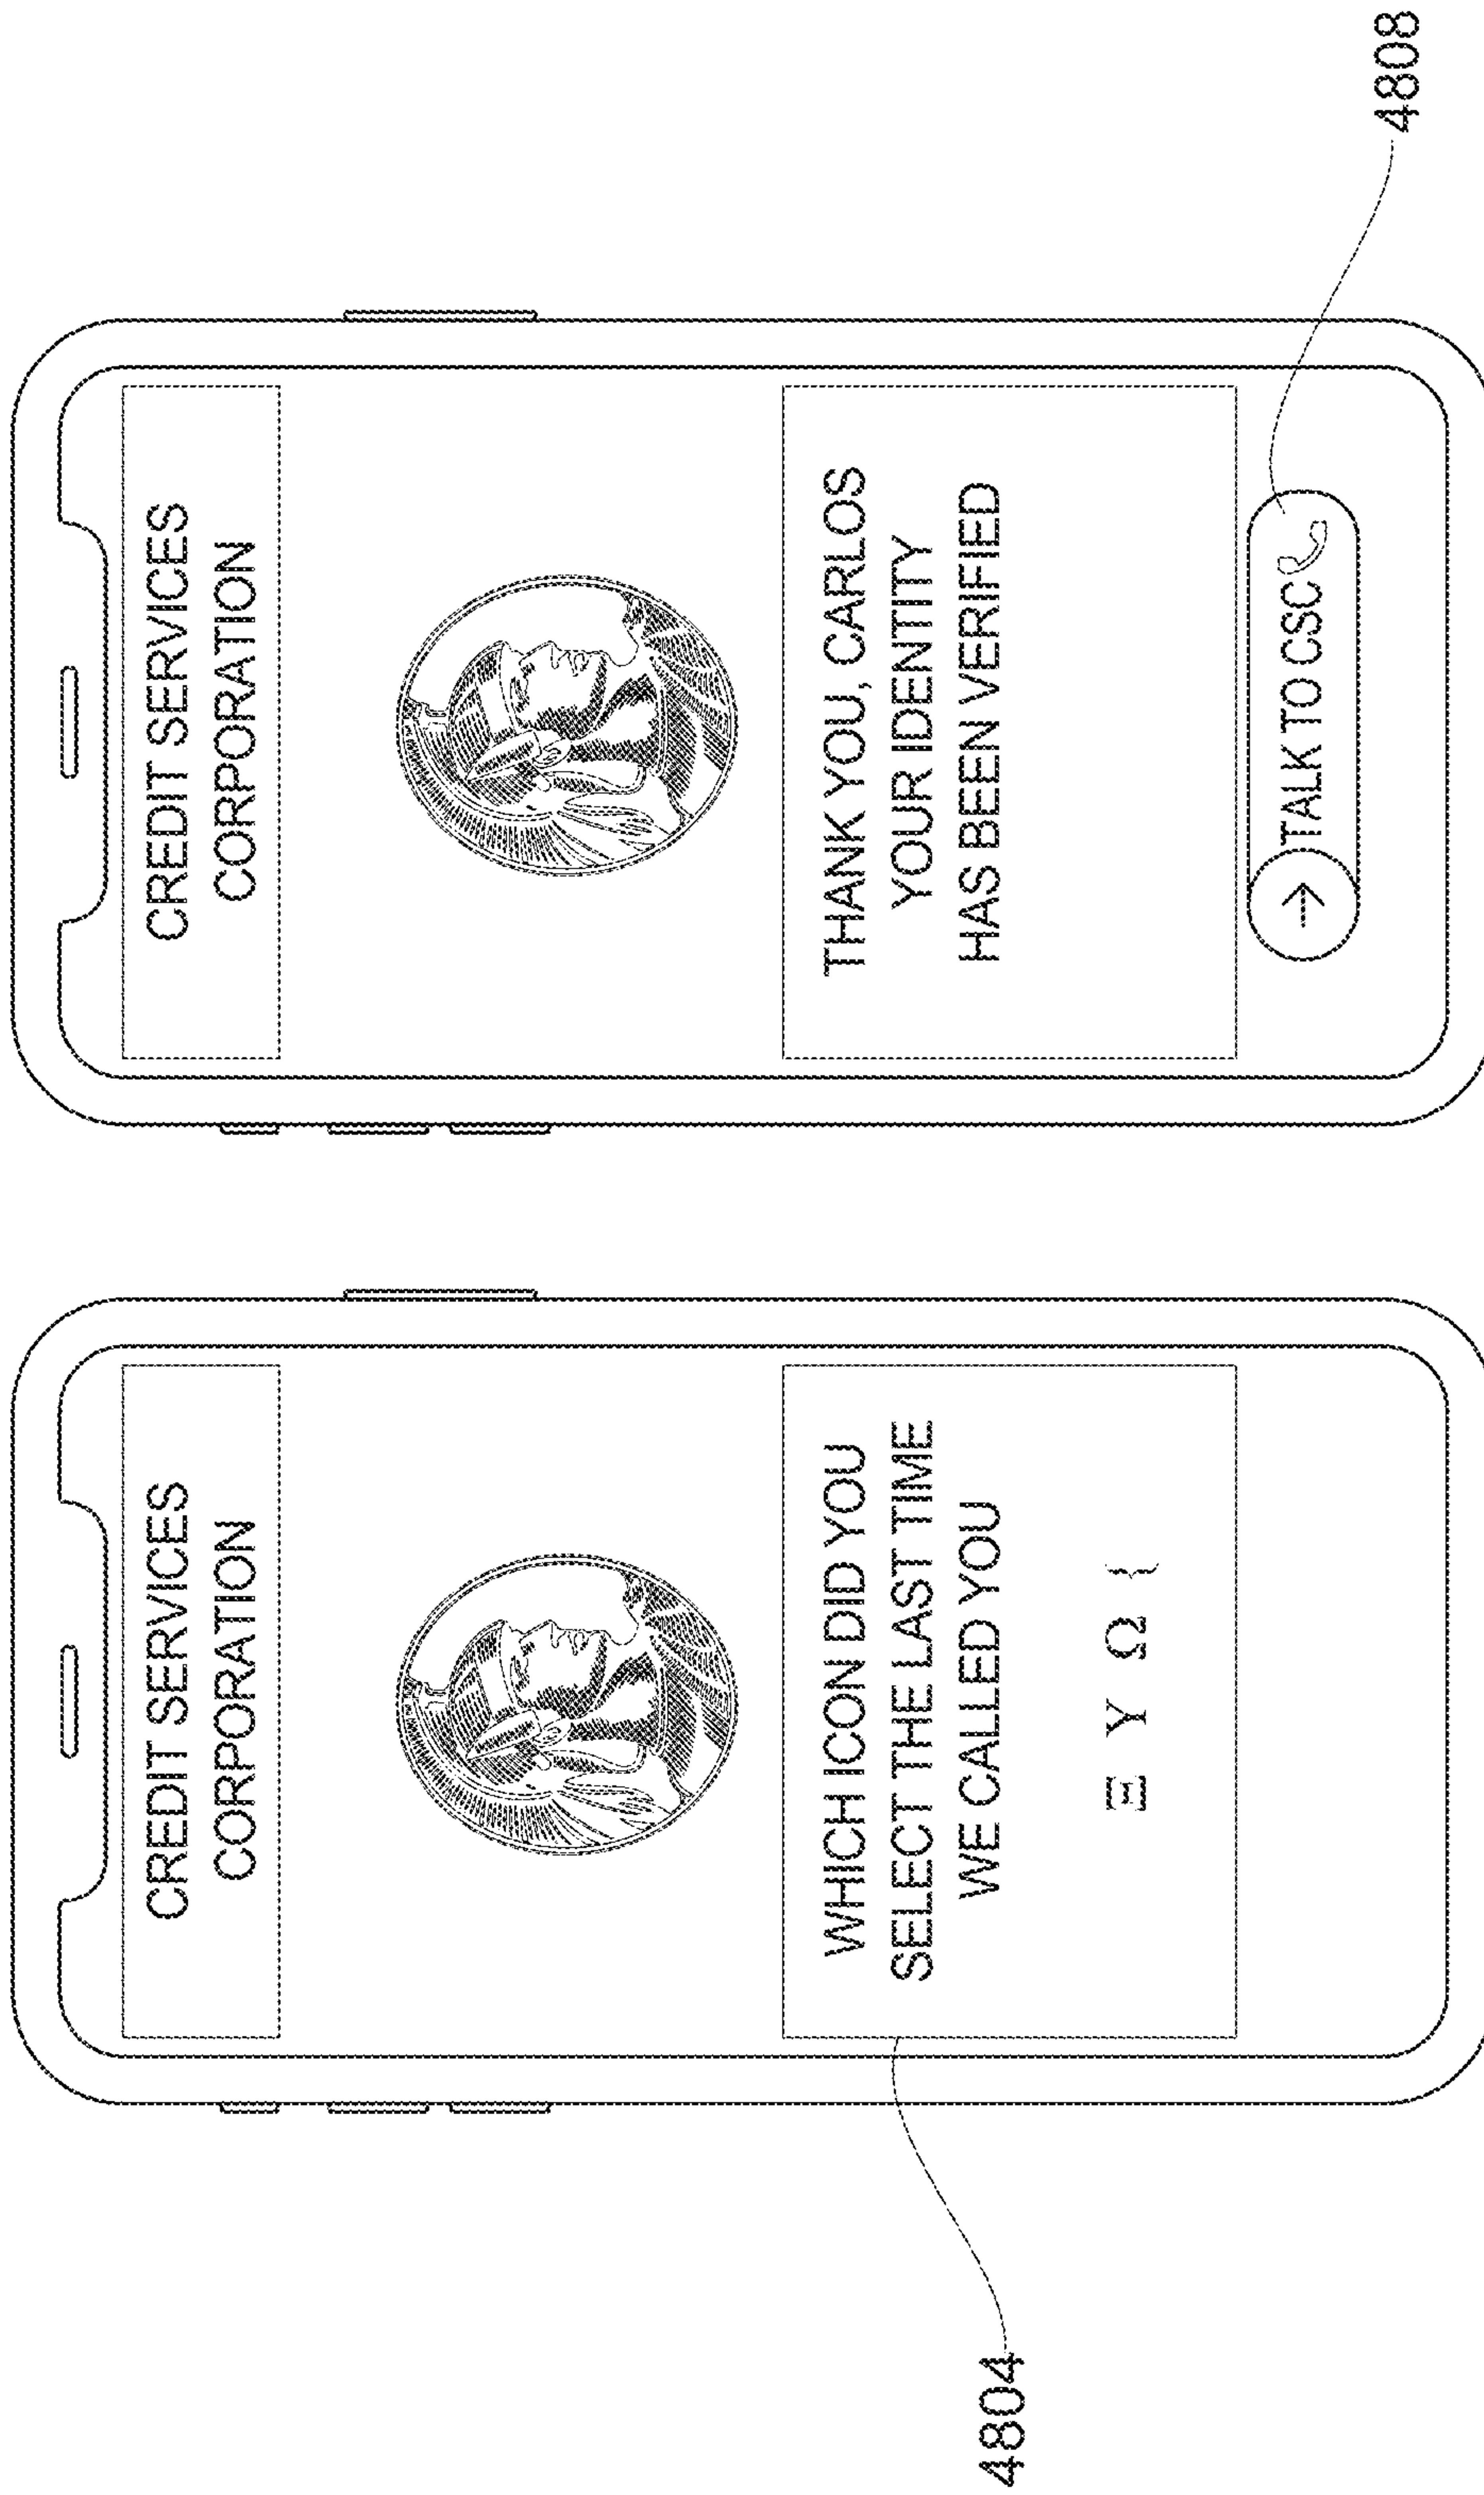 CREDIT SERVICES
CORPORATION
WHICH ICON DID YOU
SELECT THE LAST TIME
WE CALLED YOU
Ξ Υ Ω {
4804
CREDIT SERVICES
CORPORATION
THANK YOU, CARLOS
YOUR IDENTITY
HAS BEEN VERIFIED
TALK TO CSC
4808